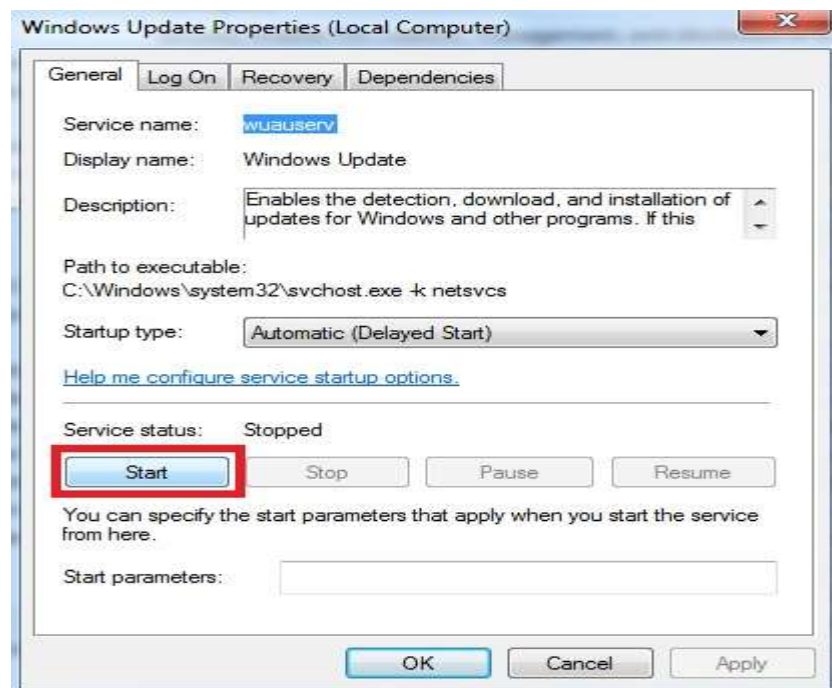 Windows Update Properties (Local Computer)
General Log On Recovery Dependencies
Service name: wuauserv
Display name: Windows Update
Description: Enables the detection, download, and installation of
updates for Windows and other programs. If this
Path to executable:
C:\Windows\system32\svchost.exe -k netsvcs
Startup type: Automatic (Delayed Start)
Help me configure service startup options.
Service status: Stopped
Start Stop Pause Resume
You can specify the start parameters that apply when you start the service
from here.
Start parameters:
OK Cancel Apply